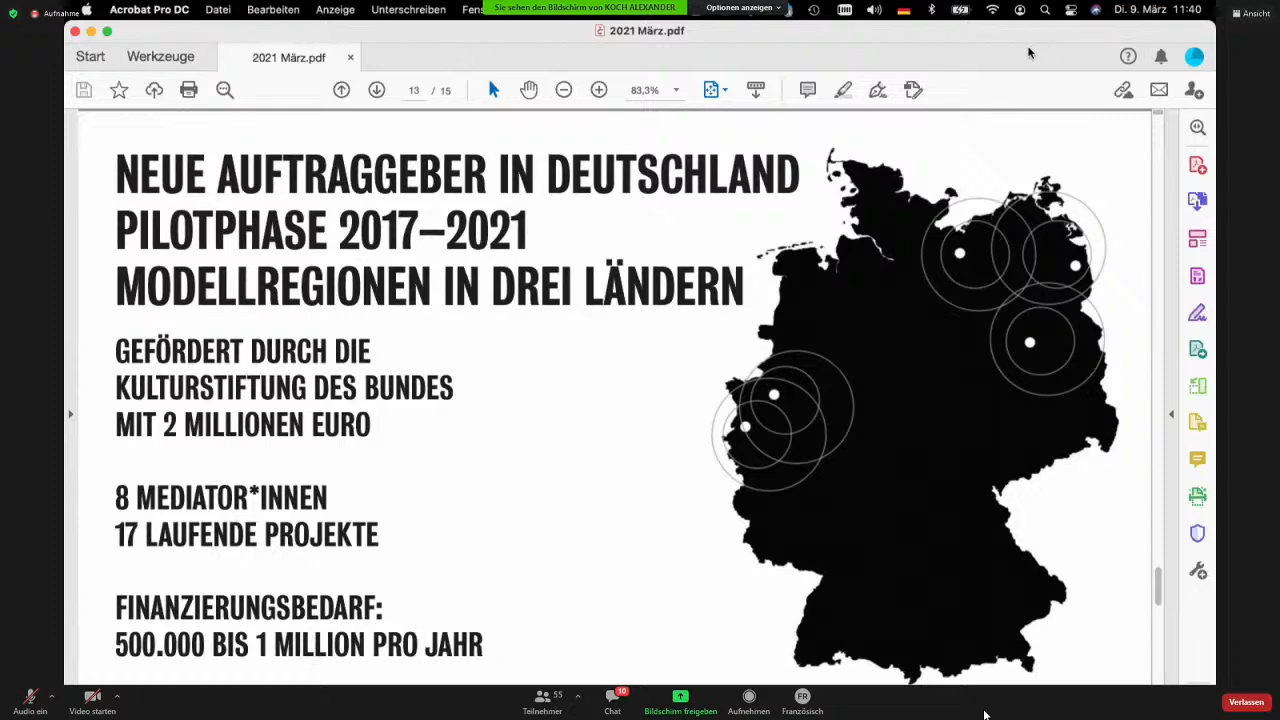 Aufnahme
Acrobat Pro DC Datei Bearbeiten Anzeige Unterschreiben Fens
Sie sehen den Bildschirm von KOCH ALEXANDER
Optionen anzeigen
Di. 9. März 11:40
Ansicht
2021 März.pdf
Start Werkzeuge 2021 März.pdf ×
13 / 15 83,3%
NEUE AUFTRAGGEBER IN DEUTSCHLAND
PILOTPHASE 2017–2021
MODELLREGIONEN IN DREI LÄNDERN
GEFÖRDERT DURCH DIE
KULTURSTIFTUNG DES BUNDES
MIT 2 MILLIONEN EURO
8 MEDIATOR*INNEN
17 LAUFENDE PROJEKTE
FINANZIERUNGSBEDARF:
500.000 BIS 1 MILLION PRO JAHR
Audio ein
Video starten
55
Teilnehmer
10
Chat
Bildschirm freigeben
Aufnehmen
FR
Französisch
Verlassen